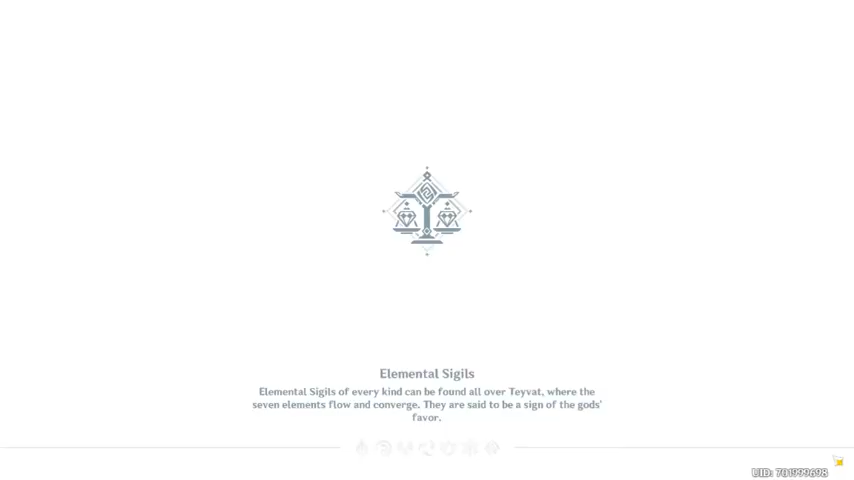 Elemental Sigils
Elemental Sigils of every kind can be found all over Teyvat, where the
seven elements flow and converge. They are said to be a sign of the gods'
favor.
UID: 701999698